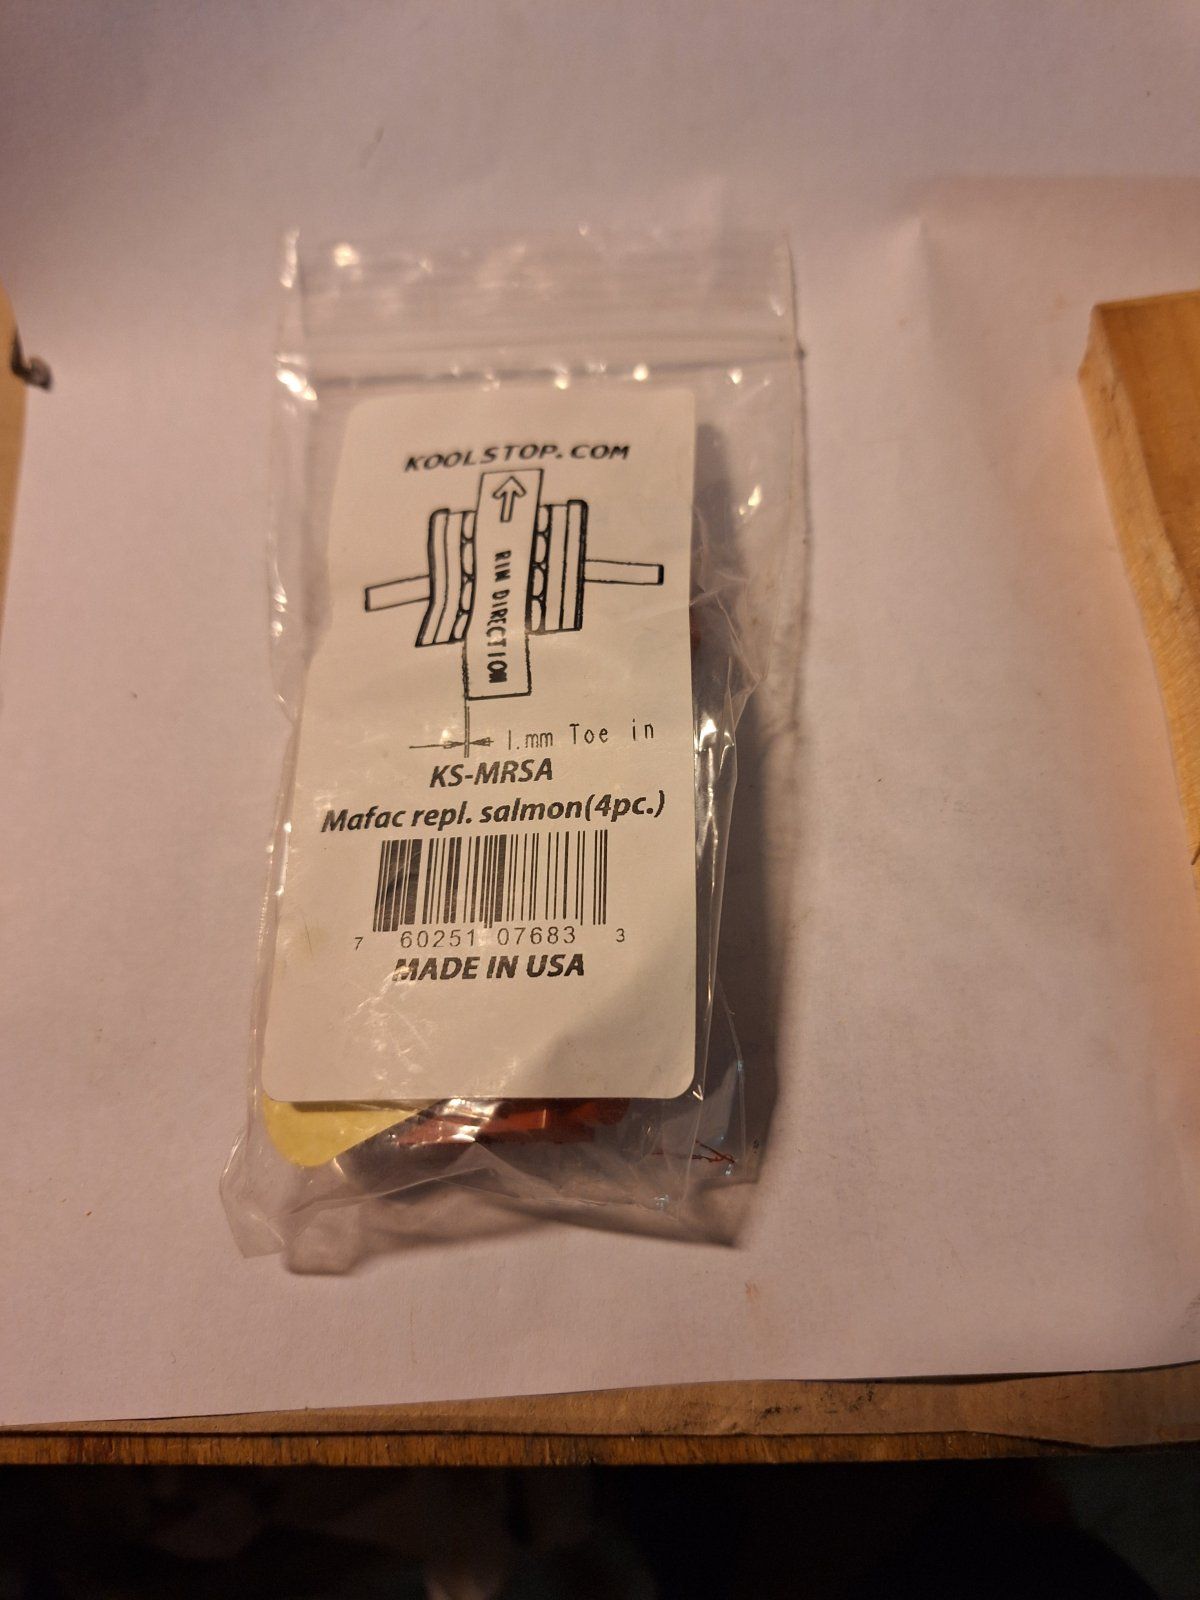 KOOLSTOP.COM
RIM DIRECTION
1.mm Toe in
KS-MRSA
Mafac repl. salmon(4pc.)
7 60251 07683 3
MADE IN USA